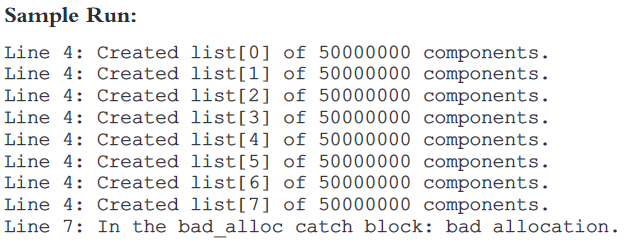 Sample Run:
Line 4: Created list[0] of 50000000 components.
Line 4: Created list[1] of 50000000 components.
Line 4: Created list[2] of 50000000 components.
Line 4: Created list[3] of 50000000 components.
Line 4: Created list[4] of 50000000 components.
Line 4: Created list[5] of 50000000 components.
Line 4: Created list[6] of 50000000 components.
Line 4: Created list[7] of 50000000 components.
Line 7: In the bad_alloc catch block: bad allocation.